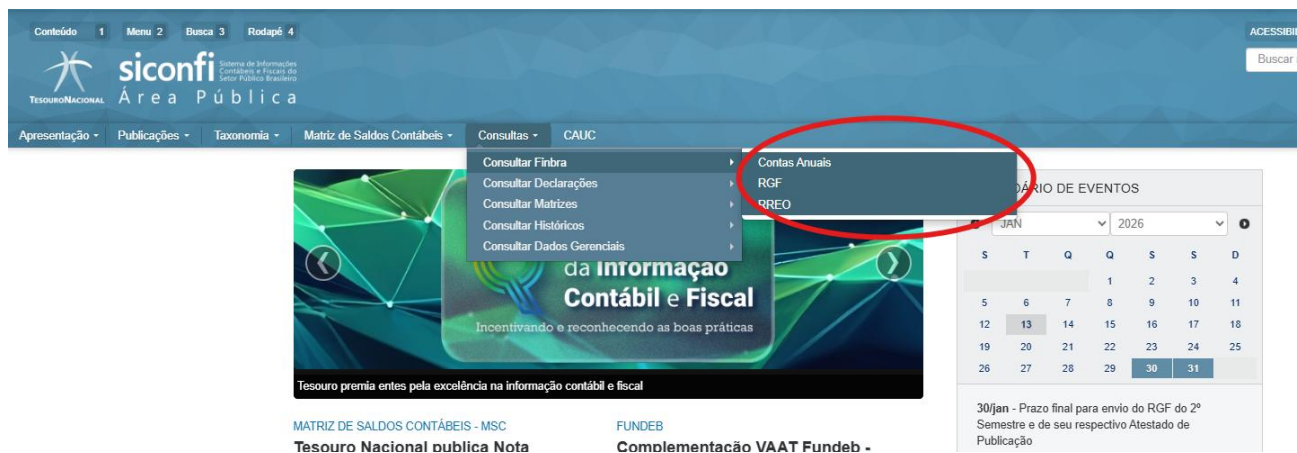 Conteúdo 1 Menu 2 Busca 3 Rodapé 4
ACESSIBI
TESOURONACIONAL
siconfi
Sistema de Informações
Contábeis e Fiscais do
Setor Público Brasileiro
Área Pública
Buscar
Apresentação Publicações Taxonomia Matriz de Saldos Contábeis Consultas CAUC
Consultar Finbra
Consultar Declarações
Consultar Matrizes
Consultar Históricos
Consultar Dados Gerenciais
Contas Anuais
RGF
RREO
da Informação
Contábil e Fiscal
Incentivando e reconhecendo as boas práticas
Tesouro premia entes pela excelência na informação contábil e fiscal
MATRIZ DE SALDOS CONTÁBEIS - MSC
Tesouro Nacional publica Nota
FUNDEB
Complementação VAAT Fundeb -
DÁRIO DE EVENTOS
JAN 2026
S T Q Q S S D
1 2 3 4
5 6 7 8 9 10 11
12 13 14 15 16 17 18
19 20 21 22 23 24 25
26 27 28 29 30 31
30/jan - Prazo final para envio do RGF do 2º
Semestre e de seu respectivo Atestado de
Publicação